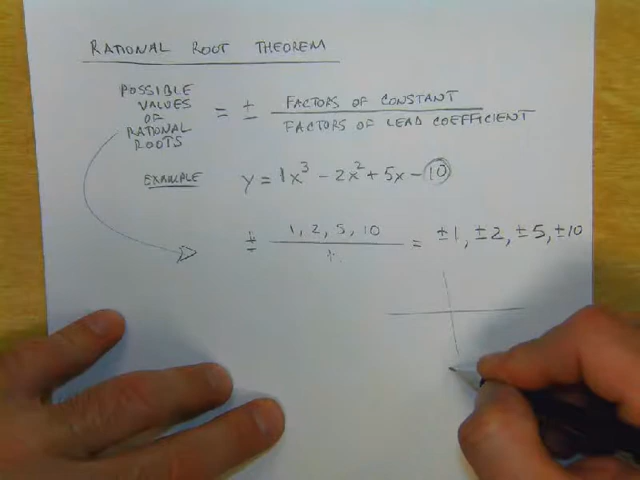 RATIONAL ROOT THEOREM
POSSIBLE
VALUES
OF
RATIONAL
ROOTS
= ± FACTORS OF CONSTANT
FACTORS OF LEAD COEFFICIENT
EXAMPLE y = 1x³ - 2x² + 5x - 10
± 1, 2, 5, 10 = ±1, ±2, ±5, ±10
1